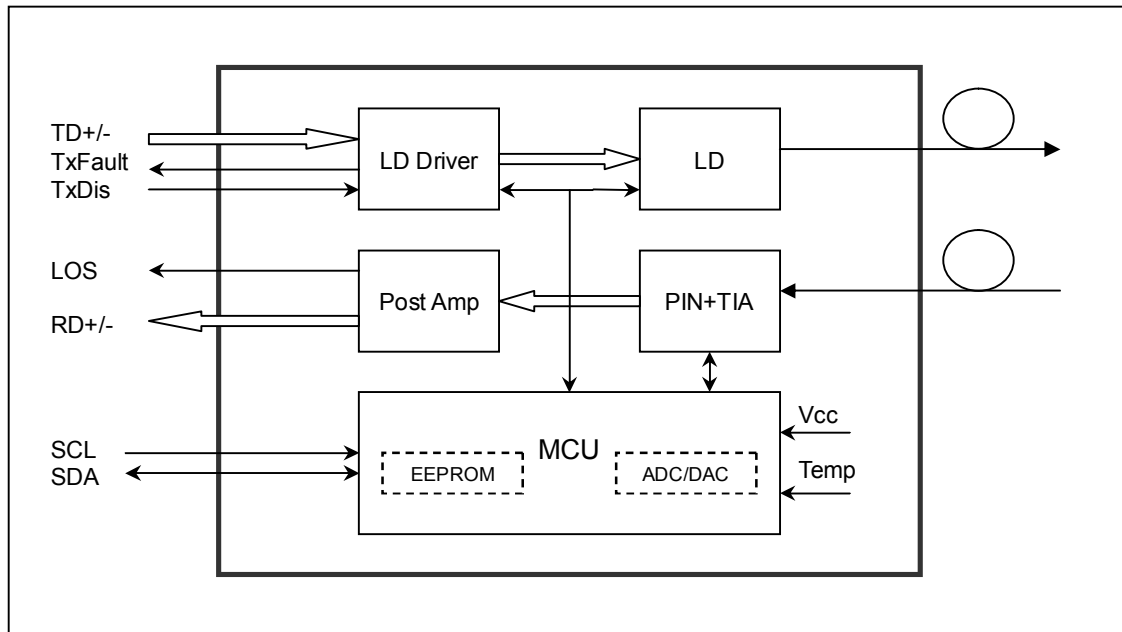 TD+/-
TxFault
TxDis
LD Driver
LD
LOS
RD+/-
Post Amp
PIN+TIA
SCL
SDA
MCU
EEPROM
ADC/DAC
Vcc
Temp